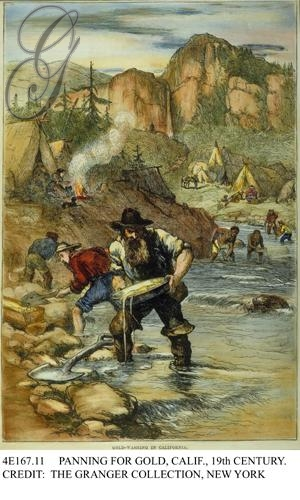 G
GOLD-WASHING IN CALIFORNIA.
4E167.11 PANNING FOR GOLD, CALIF., 19th CENTURY.
CREDIT: THE GRANGER COLLECTION, NEW YORK